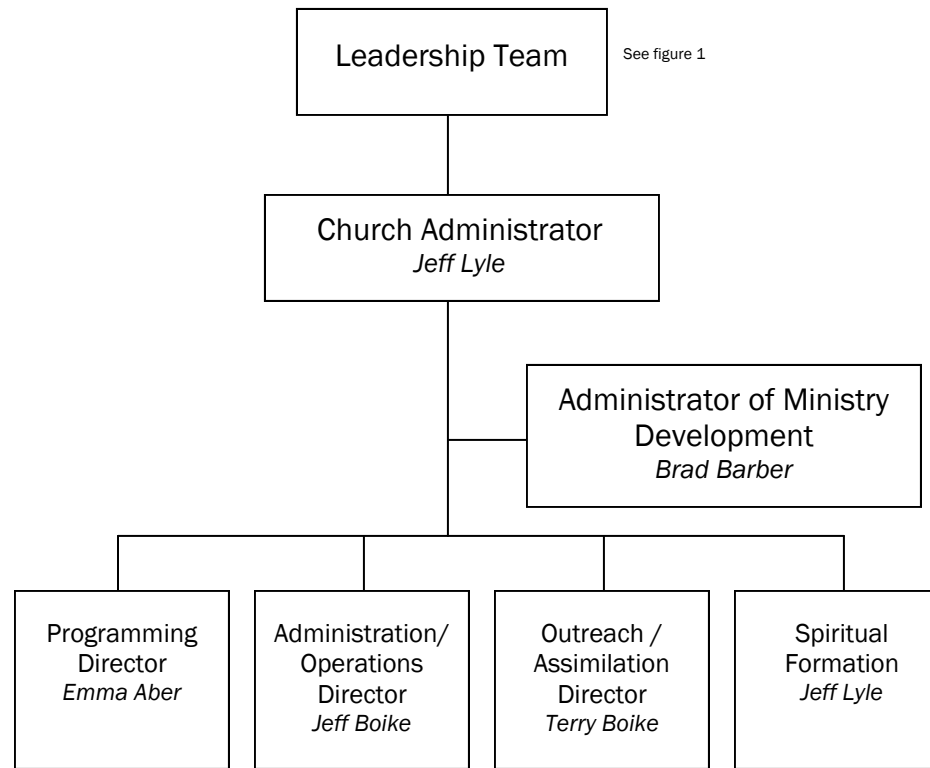 Leadership Team
See figure 1
Church Administrator
Jeff Lyle
Administrator of Ministry
Development
Brad Barber
Programming
Director
Emma Aber
Administration/
Operations
Director
Jeff Boike
Outreach /
Assimilation
Director
Terry Boike
Spiritual
Formation
Jeff Lyle